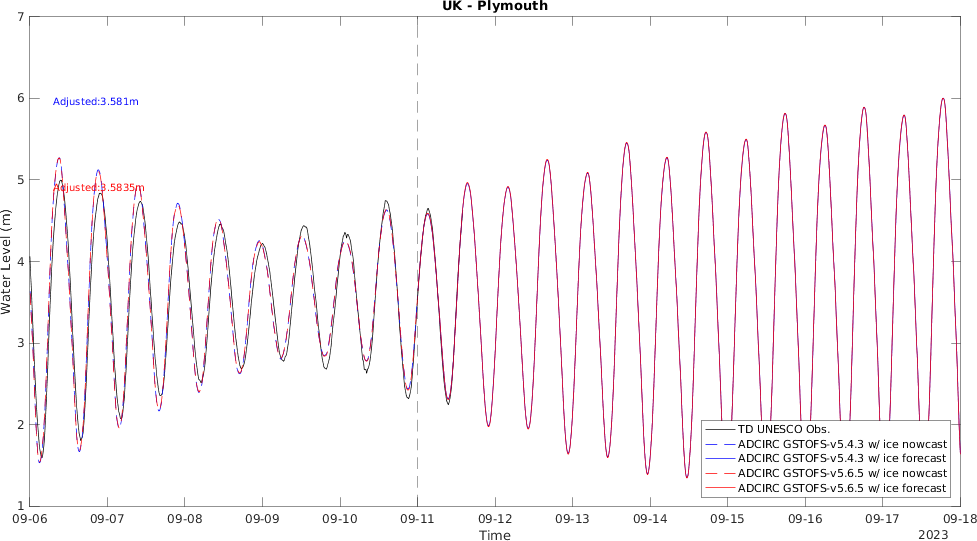 UK - Plymouth
7
6
5
4
3
2
1
Water Level (m)
Adjusted:3.581m
Adjusted:3.5835m
TD UNESCO Obs.
ADCIRC GSTOFS-v5.4.3 w/ ice nowcast
ADCIRC GSTOFS-v5.4.3 w/ ice forecast
ADCIRC GSTOFS-v5.6.5 w/ ice nowcast
ADCIRC GSTOFS-v5.6.5 w/ ice forecast
09-06 09-07 09-08 09-09 09-10 09-11 09-12 09-13 09-14 09-15 09-16 09-17 09-18
Time
2023